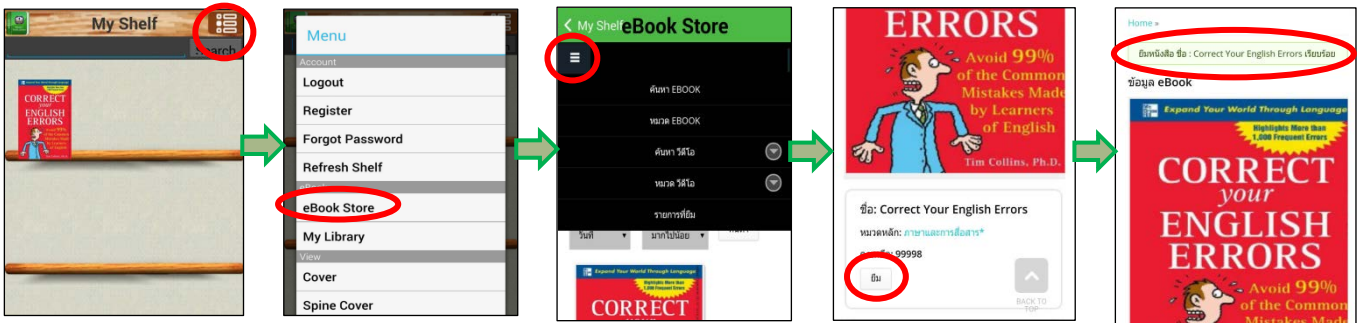 My Shelf
Search
CORRECT
your
ENGLISH
ERRORS
Menu
Account
Logout
Register
Forgot Password
Refresh Shelf
eBook Store
My Library
View
Cover
Spine Cover
My Shelf
eBook Store
ค้นหา EBOOK
หมวด EBOOK
ค้นหา วีดีโอ
หมวด วีดีโอ
รายการที่ยืม
วันที่
มากไปน้อย
Expand Your World Through Language
CORRECT
ERRORS
Avoid 99%
of the Common
Mistakes Made
by Learners
of English
Tim Collins, Ph.D.
ชื่อ: Correct Your English Errors
หมวดหลัก: ภาษาและการสื่อสาร*
99998
ยืม
BACK TO
TOP
Home »
ยืมหนังสือ ชื่อ : Correct Your English Errors เรียบร้อย
ข้อมูล eBook
Expand Your World Through Language
Highlights More than
1,000 Frequent Errors
CORRECT
your
ENGLISH
ERRORS
Avoid 99%
of the Common
Mistakes Made